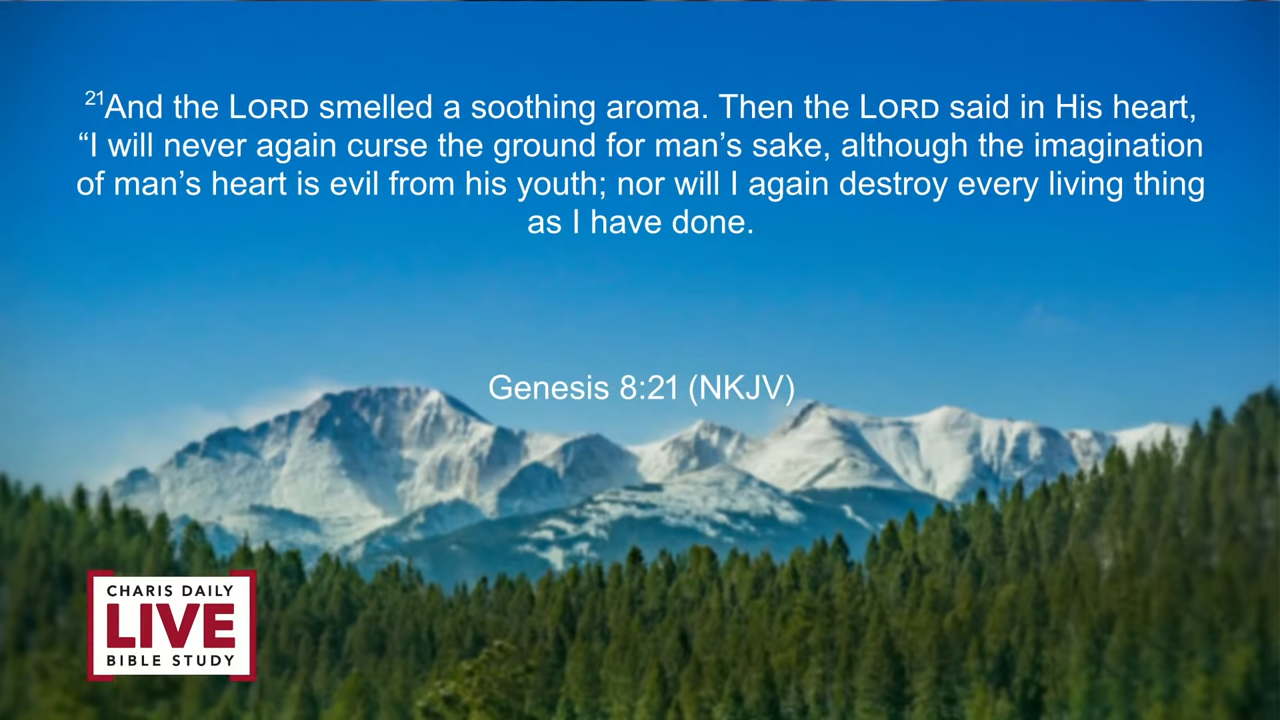 21And the LORD smelled a soothing aroma. Then the LORD said in His heart,
“I will never again curse the ground for man’s sake, although the imagination
of man’s heart is evil from his youth; nor will I again destroy every living thing
as I have done.
Genesis 8:21 (NKJV)
CHARIS DAILY
LIVE
BIBLE STUDY